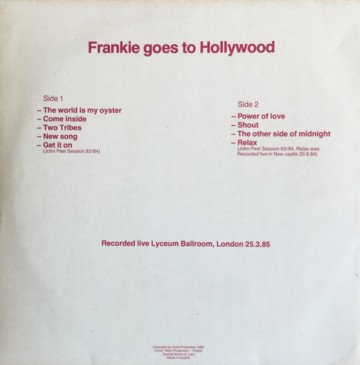 Frankie goes to Hollywood
Side 1
– The world is my oyster
– Come inside
– Two Tribes
– New song
– Get it on
(John Peel Session 83/84)
Side 2
– Power of love
– Shout
– The other side of midnight
– Relax
(John Peel Session 83/84, Relax was
Recorded live in New castle 29.6.84)
Recorded live Lyceum Ballroom, London 25.3.85